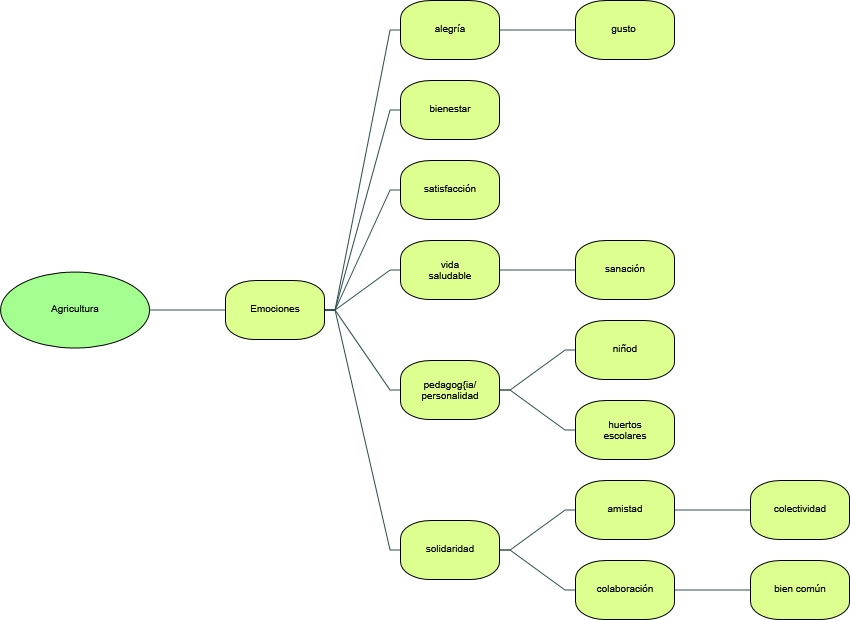 alegría
gusto
bienestar
satisfacción
vida
saludable
sanación
Agricultura
Emociones
niñod
pedagog{ia/
personalidad
huertos
escolares
amistad
colectividad
solidaridad
colaboración
bien común